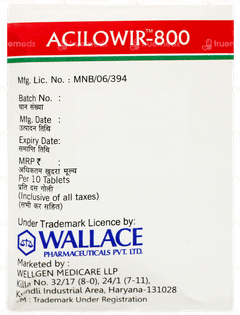 ACILOWIR™-800
Mfg. Lic. No. : MNB/06/394
Batch No. :
घान संख्या
Mfg. Date :
उत्पादन तिथि
Expiry Date:
समाप्ति तिथि
MRP ₹ :
अधिकतम खुदरा मूल्य
Per 10 Tablets
प्रति दस गोली
(Inclusive of all taxes)
(सभी कर सहित)
Under Trademark Licence by:
WALLACE
PHARMACEUTICALS PVT. LTD.
Marketed by :
WELLGEN MEDICARE LLP
Killa No. 32/17 (8-0), 24/1 (7-11),
Kundli Industrial Area, Haryana-131028
: Trademark Under Registration
truemeds